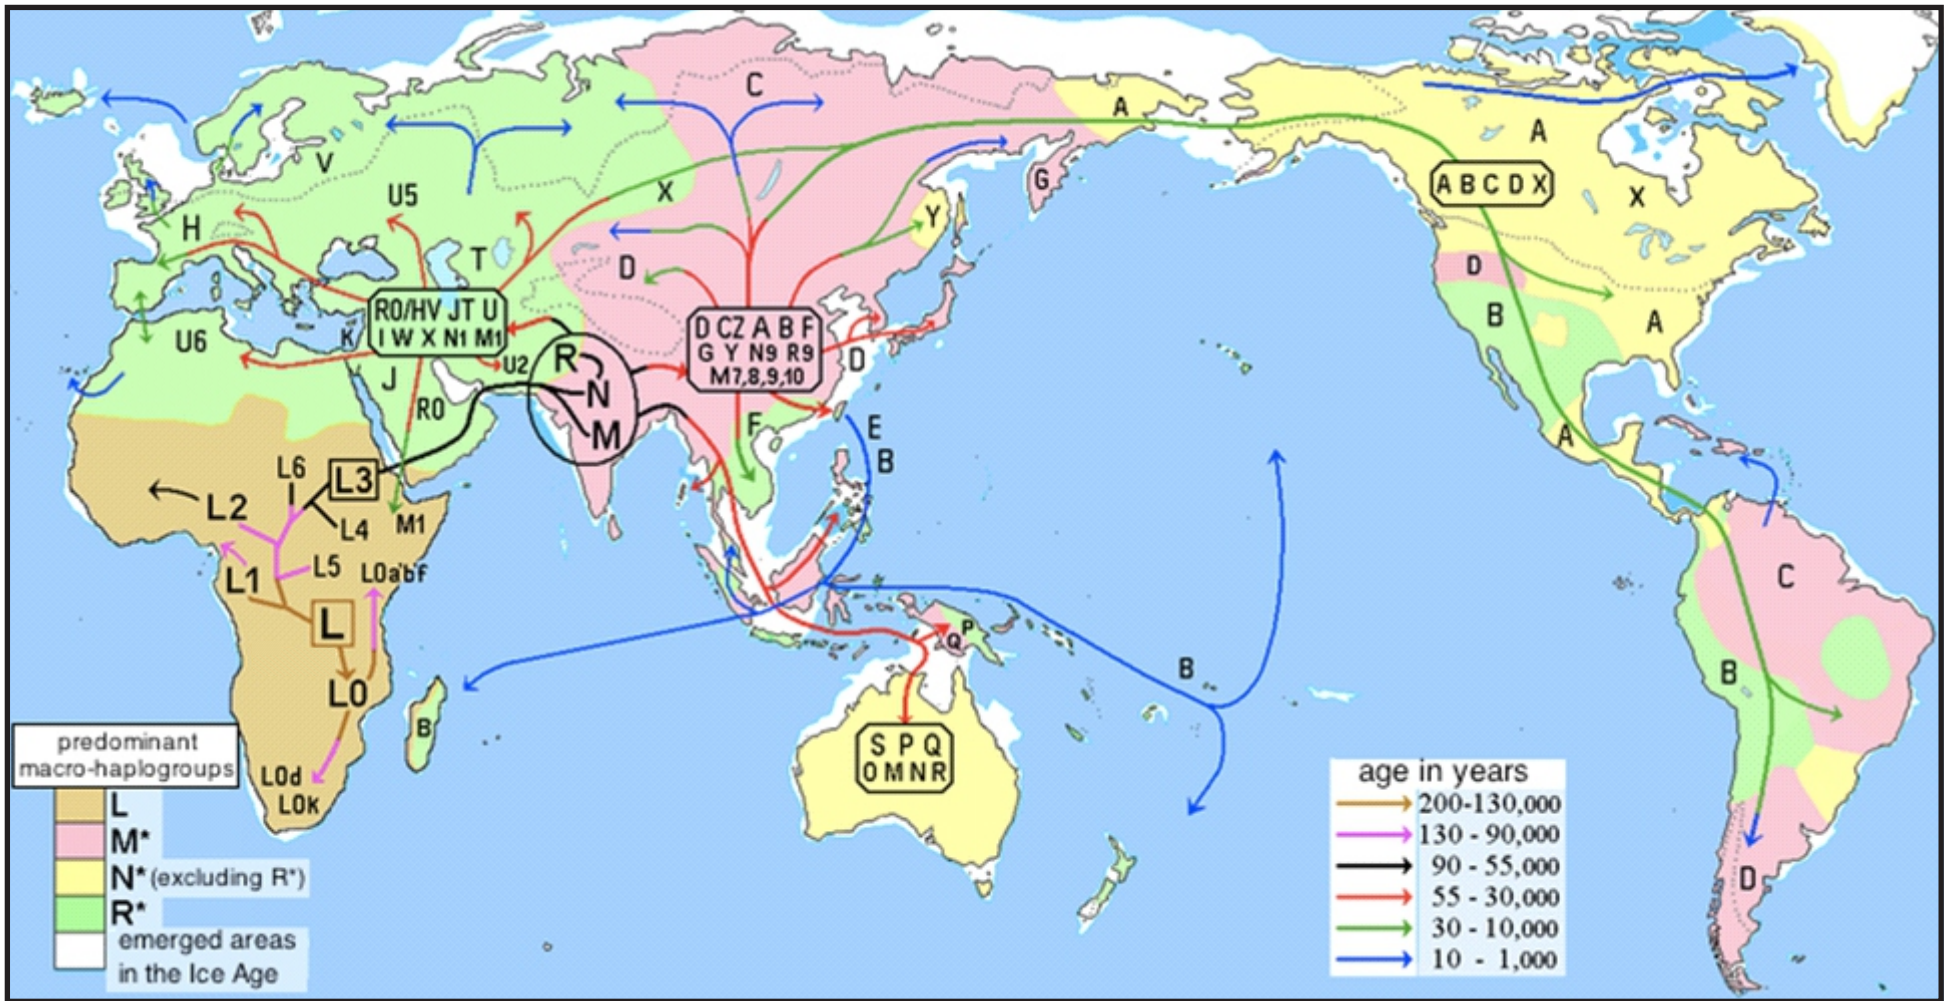 C
A
A
V
X
G
A B C D X
X
U5
H
Y
T
D
D
R0/HV JT U
I W X N1 M1
D CZ A B F
G Y N9 R9
M7,8,9,10
B
A
U6
K
D
R
U2
J
N
R0
F
E
M
A
B
L6
L3
L2
L4
M1
L5
L0a'b'f
L1
C
L
P
Q
B
B
L0
B
predominant
macro-haplogroups
S P Q
O M N R
L0d
L0k
L
M*
N* (excluding R*)
R*
emerged areas
in the Ice Age
age in years
200-130,000
130 - 90,000
90 - 55,000
55 - 30,000
30 - 10,000
10 - 1,000
D